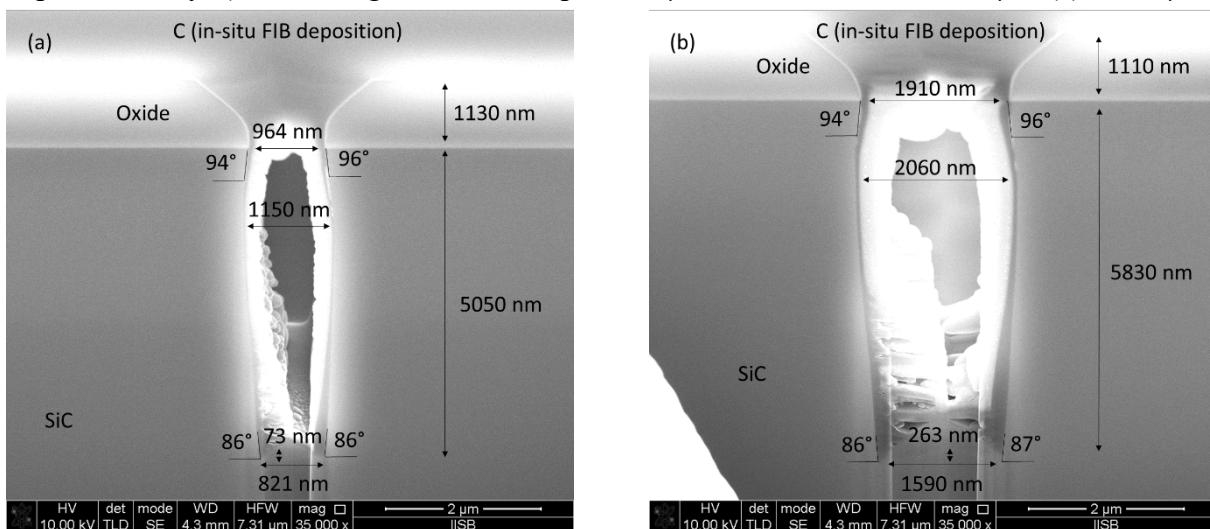 (a)
C (in-situ FIB deposition)
Oxide
1130 nm
964 nm
94°
96°
1150 nm
5050 nm
SiC
86°
73 nm
86°
821 nm
HV det mode WD HFW mag □
10.00 kV TLD SE 4.3 mm 7.31 µm 35 000 x
2 µm
IISB
(b)
C (in-situ FIB deposition)
Oxide
1110 nm
1910 nm
94°
96°
2060 nm
5830 nm
SiC
86°
263 nm
87°
1590 nm
HV det mode WD HFW mag □
10.00 kV TLD SE 4.3 mm 7.31 µm 35 000 x
2 µm
IISB